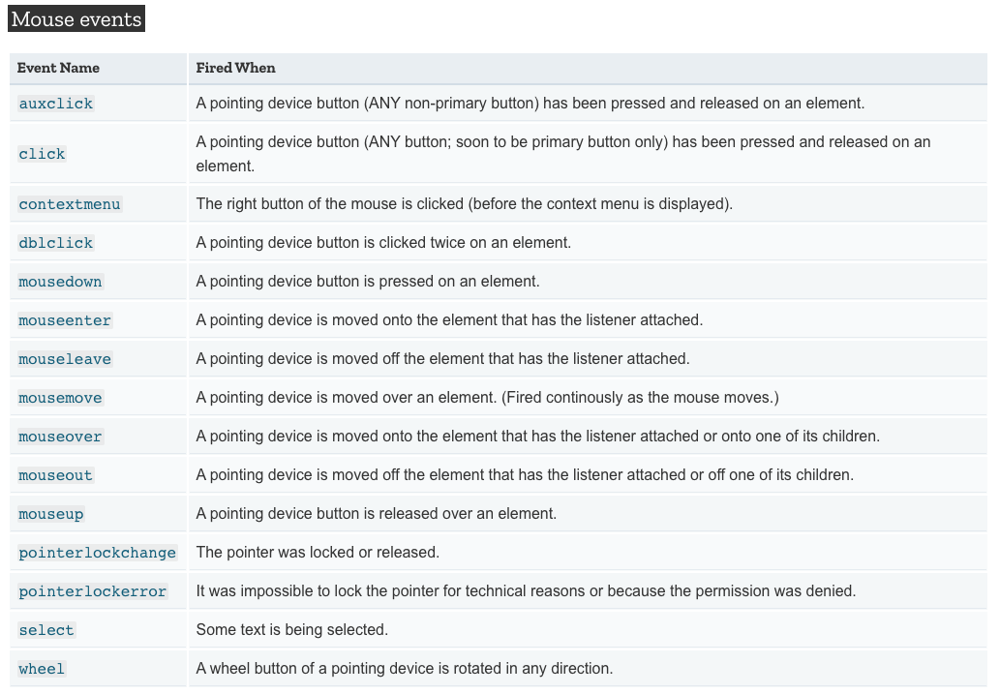 Mouse events
Event Name Fired When
auxclick A pointing device button (ANY non-primary button) has been pressed and released on an element.
click A pointing device button (ANY button; soon to be primary button only) has been pressed and released on an
element.
contextmenu The right button of the mouse is clicked (before the context menu is displayed).
dblclick A pointing device button is clicked twice on an element.
mousedown A pointing device button is pressed on an element.
mouseenter A pointing device is moved onto the element that has the listener attached.
mouseleave A pointing device is moved off the element that has the listener attached.
mousemove A pointing device is moved over an element. (Fired continously as the mouse moves.)
mouseover A pointing device is moved onto the element that has the listener attached or onto one of its children.
mouseout A pointing device is moved off the element that has the listener attached or off one of its children.
mouseup A pointing device button is released over an element.
pointerlockchange The pointer was locked or released.
pointerlockerror It was impossible to lock the pointer for technical reasons or because the permission was denied.
select Some text is being selected.
wheel A wheel button of a pointing device is rotated in any direction.